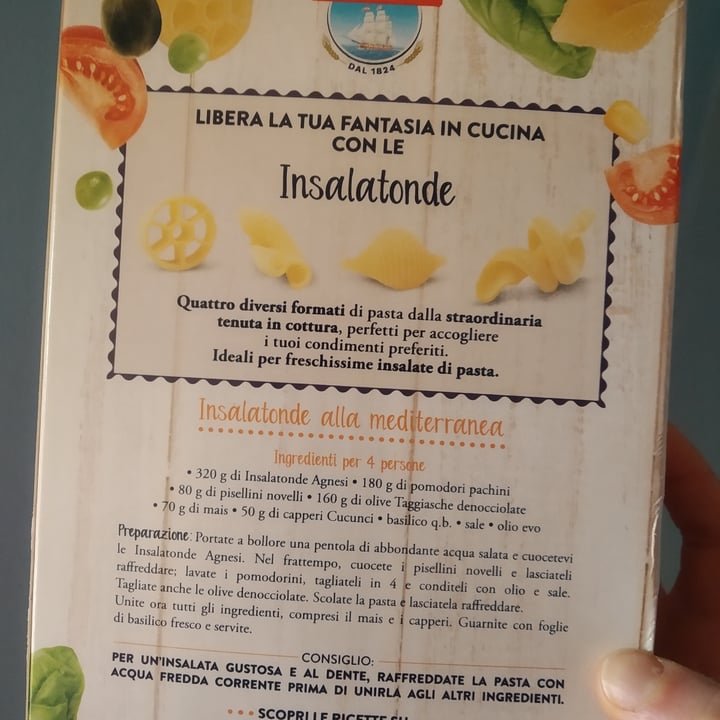 DAL 1824
LIBERA LA TUA FANTASIA IN CUCINA
CON LE
Insalatonde
Quattro diversi formati di pasta dalla straordinaria
tenuta in cottura, perfetti per accogliere
i tuoi condimenti preferiti.
Ideali per freschissime insalate di pasta.
Insalatonde alla mediterranea
Ingredienti per 4 persone
• 320 g di Insalatonde Agnesi • 180 g di pomodori pachini
• 80 g di pisellini novelli • 160 g di olive Taggiasche denocciolate
• 70 g di mais • 50 g di capperi Cucunci • basilico q.b. • sale • olio evo
Preparazione: Portate a bollore una pentola di abbondante acqua salata e cuocetevi
le Insalatonde Agnesi. Nel frattempo, cuocete i pisellini novelli e lasciateli
raffreddare; lavate i pomodorini, tagliateli in 4 e conditeli con olio e sale.
Tagliate anche le olive denocciolate. Scolate la pasta e lasciatela raffreddare.
Unite ora tutti gli ingredienti, compresi il mais e i capperi. Guarnite con foglie
di basilico fresco e servite.
CONSIGLIO:
PER UN'INSALATA GUSTOSA E AL DENTE, RAFFREDDATE LA PASTA CON
ACQUA FREDDA CORRENTE PRIMA DI UNIRLA AGLI ALTRI INGREDIENTI.
••• SCOPRI LE RICETTE SU